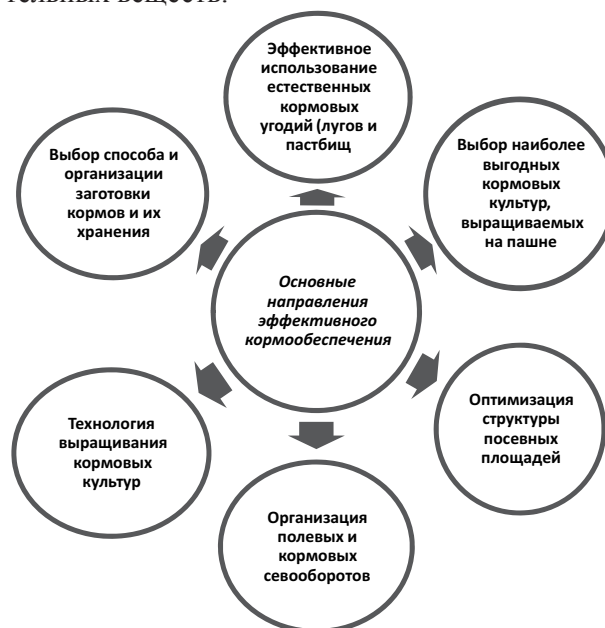 тельных веществ.
Эффективное
использование
естественных
кормовых
угодий (лугов и
пастбищ
Выбор наиболее
выгодных
кормовых
культур,
выращиваемых
на пашне
Оптимизация
структуры
посевных
площадей
Организация
полевых и
кормовых
севооборотов
Технология
выращивания
кормовых
культур
Выбор способа и
организации
заготовки
кормов и их
хранения
Основные
направления
эффективного
кормообеспечения